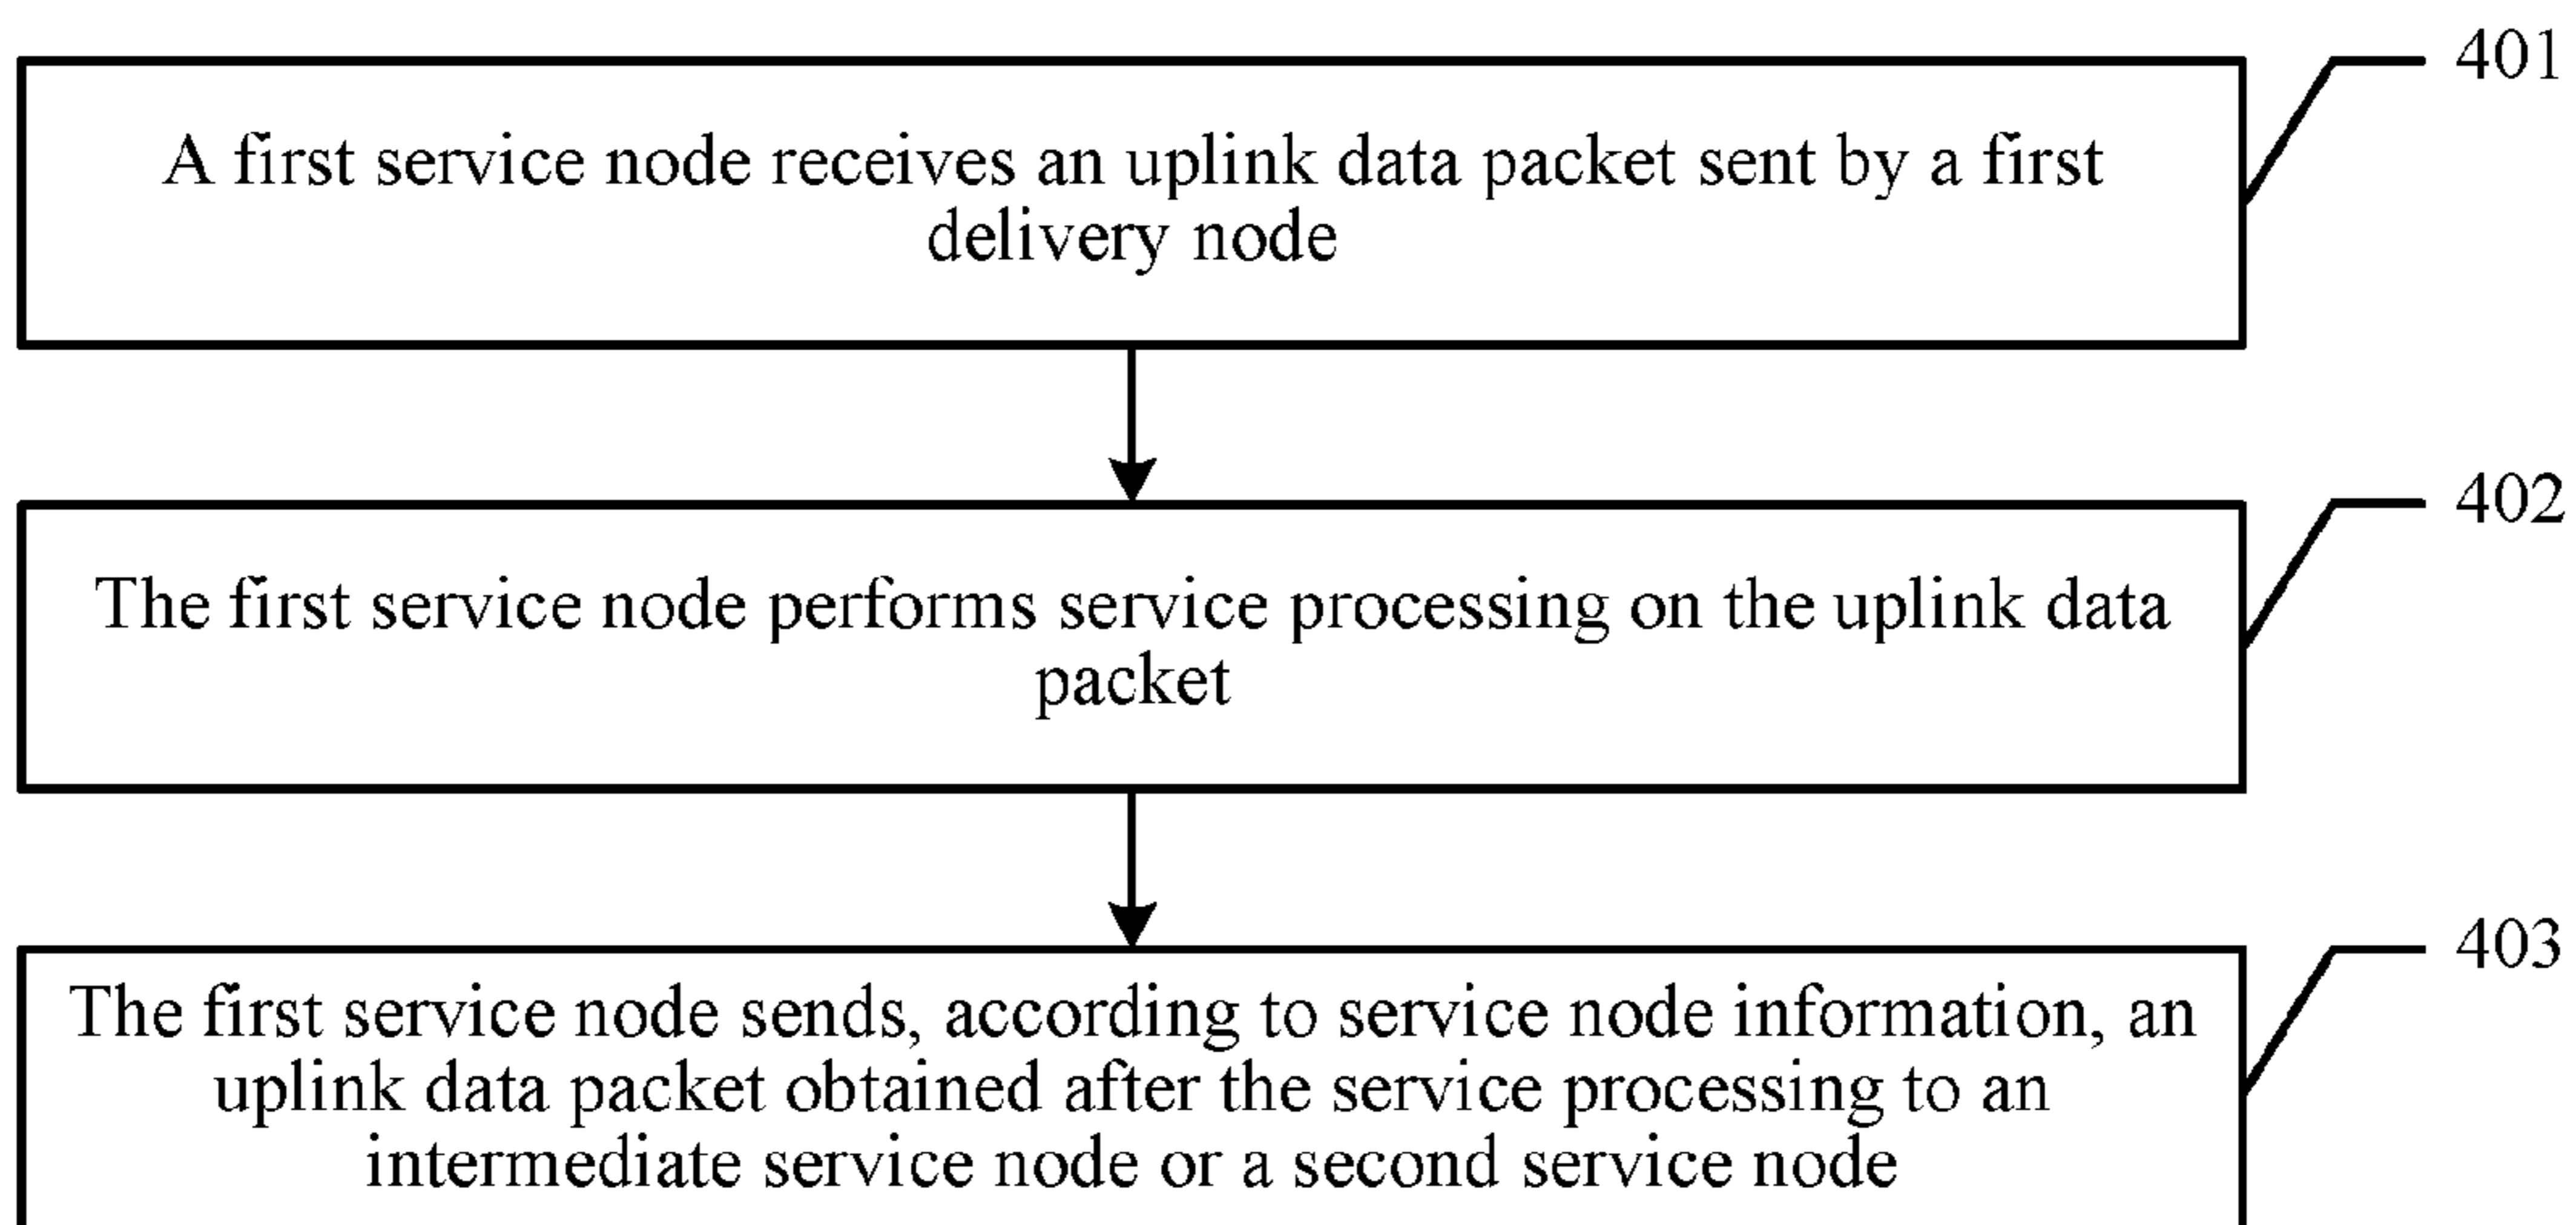 401
A first service node receives an uplink data packet sent by a first
delivery node
402
The first service node performs service processing on the uplink data
packet
403
The first service node sends, according to service node information, an
uplink data packet obtained after the service processing to an
intermediate service node or a second service node